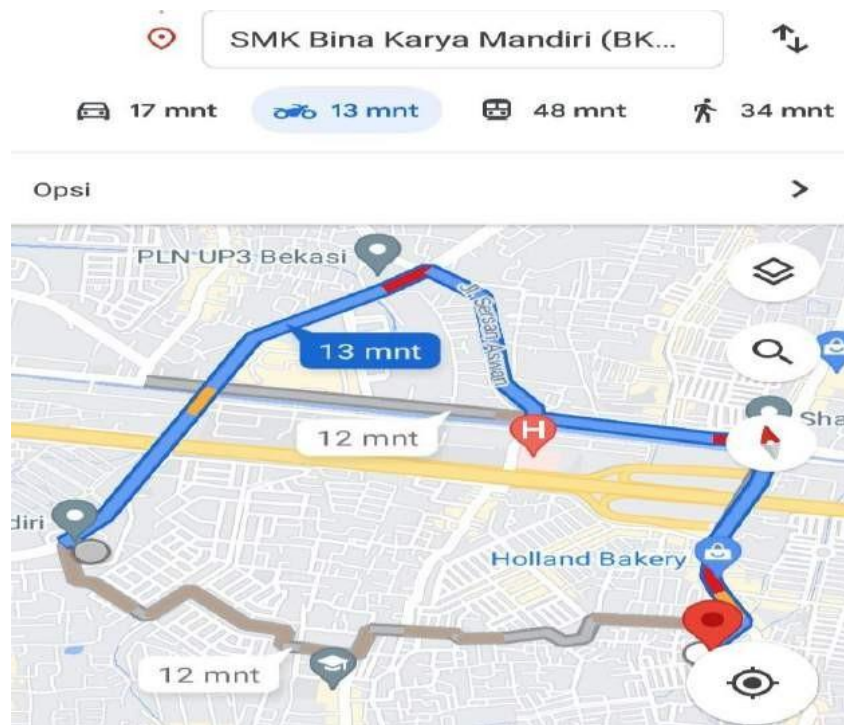 SMK Bina Karya Mandiri (BK...
17 mnt
13 mnt
48 mnt
34 mnt
Opsi
PLN UP3 Bekasi
Jl. Sersan Aswan
13 mnt
12 mnt
H
Sha
diri
Holland Bakery
12 mnt